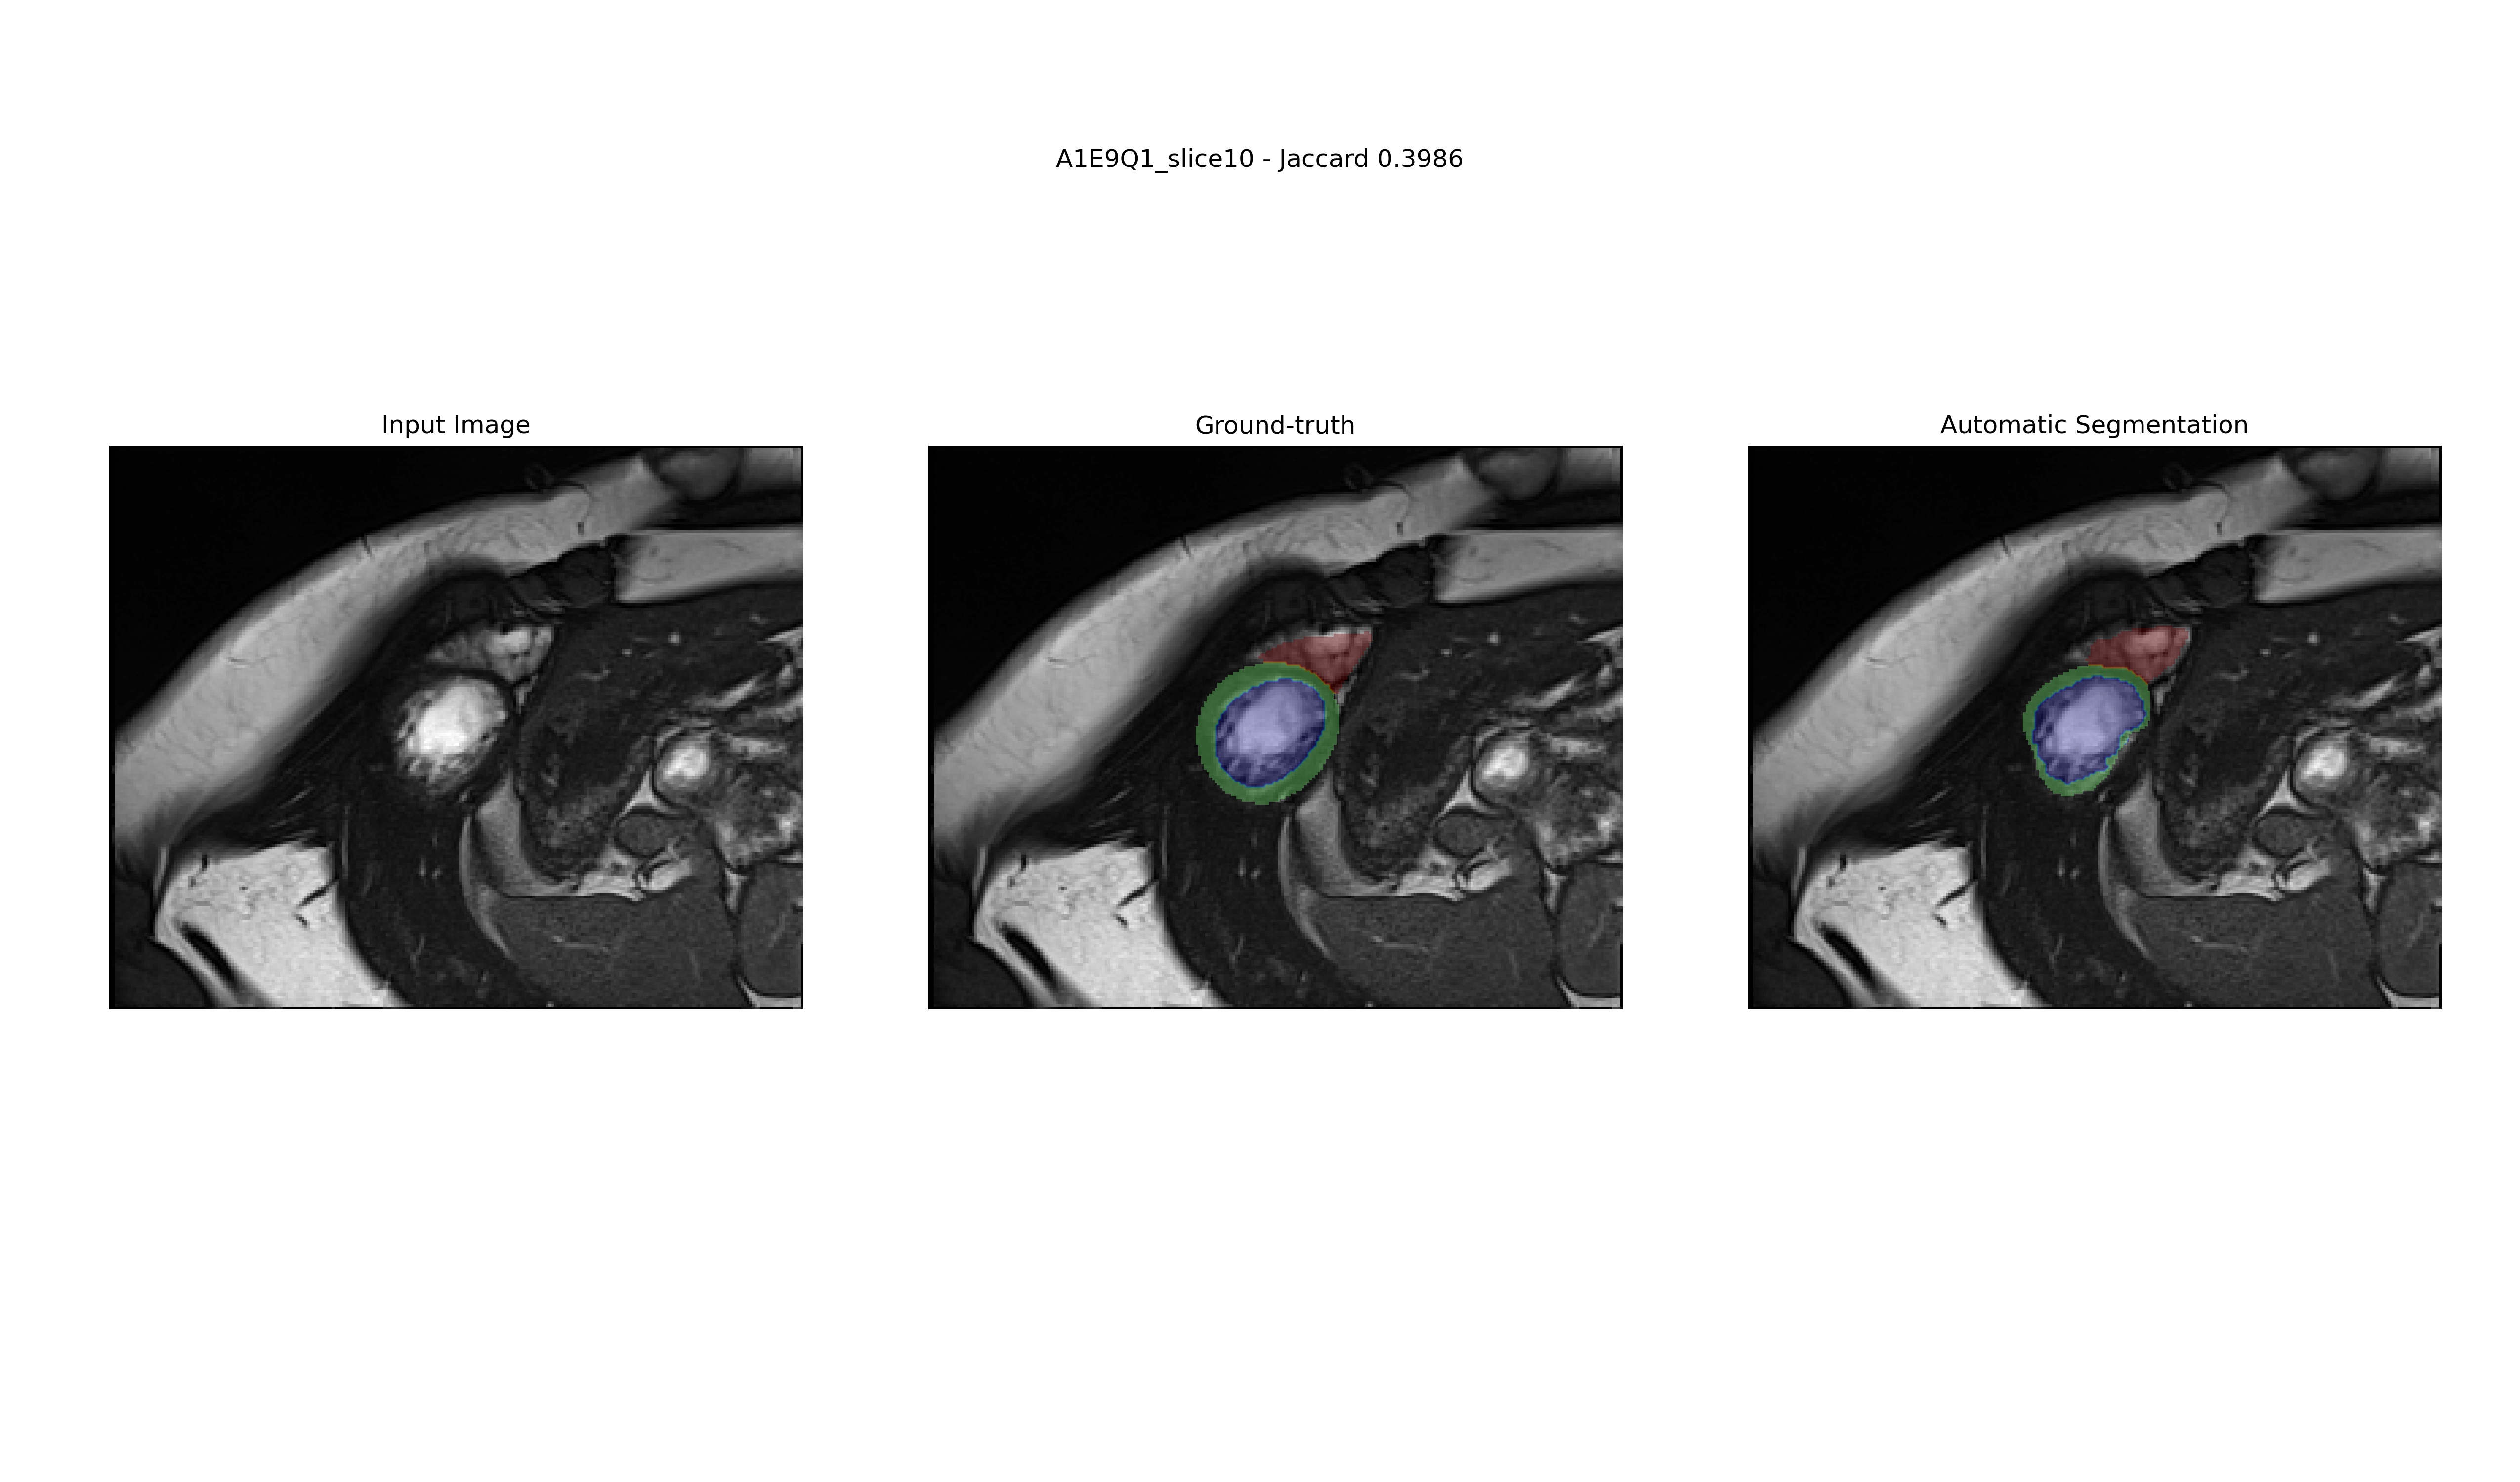 A1E9Q1_slice10 - Jaccard 0.3986
Input Image
Ground-truth
Automatic Segmentation